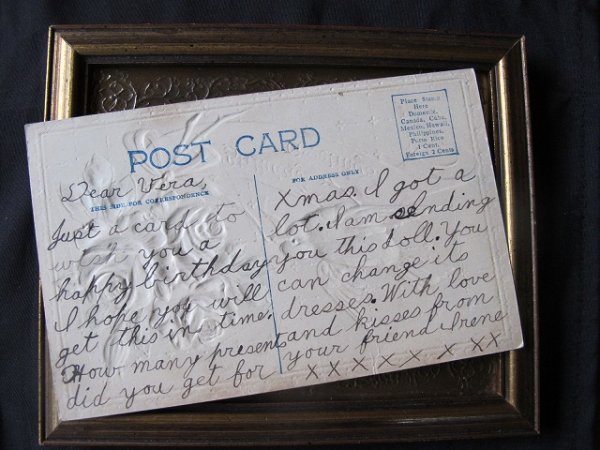 POST CARD
Place Stamp
Here
Domestic,
Canada, Cuba,
Mexico, Hawaii,
Philippines,
Porto Rico
1 Cent.
Foreign 2 Cents
THIS SIDE FOR CORRESPONDENCE
FOR ADDRESS ONLY
Dear Vera,
Just a card to
wish you a
happy birthday
I hope you will
get this in time.
How many presents
did you get for
Xmas. I got a
lot. I am sending
you this doll. You
can change its
dresses. With love
and kisses from
your friend Irene
x x x x x x x x